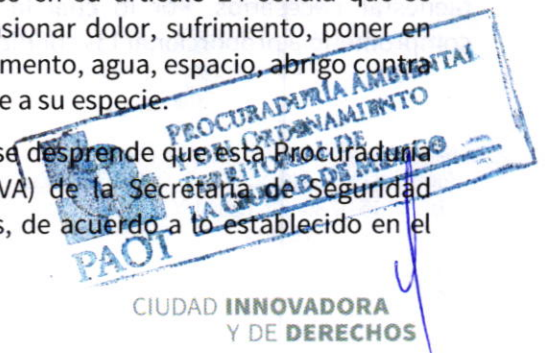 en su artículo 24 señala que se
sionar dolor, sufrimiento, poner en
mento, agua, espacio, abrigo contra
e a su especie.
se desprende que esta Procuraduría
VA) de la Secretaría de Seguridad
s, de acuerdo a lo establecido en el
PROCURADURÍA AMBIENTAL
Y DEL ORDENAMIENTO
TERRITORIAL DE
LA CIUDAD DE MÉXICO
PAOT
CIUDAD INNOVADORA
Y DE DERECHOS